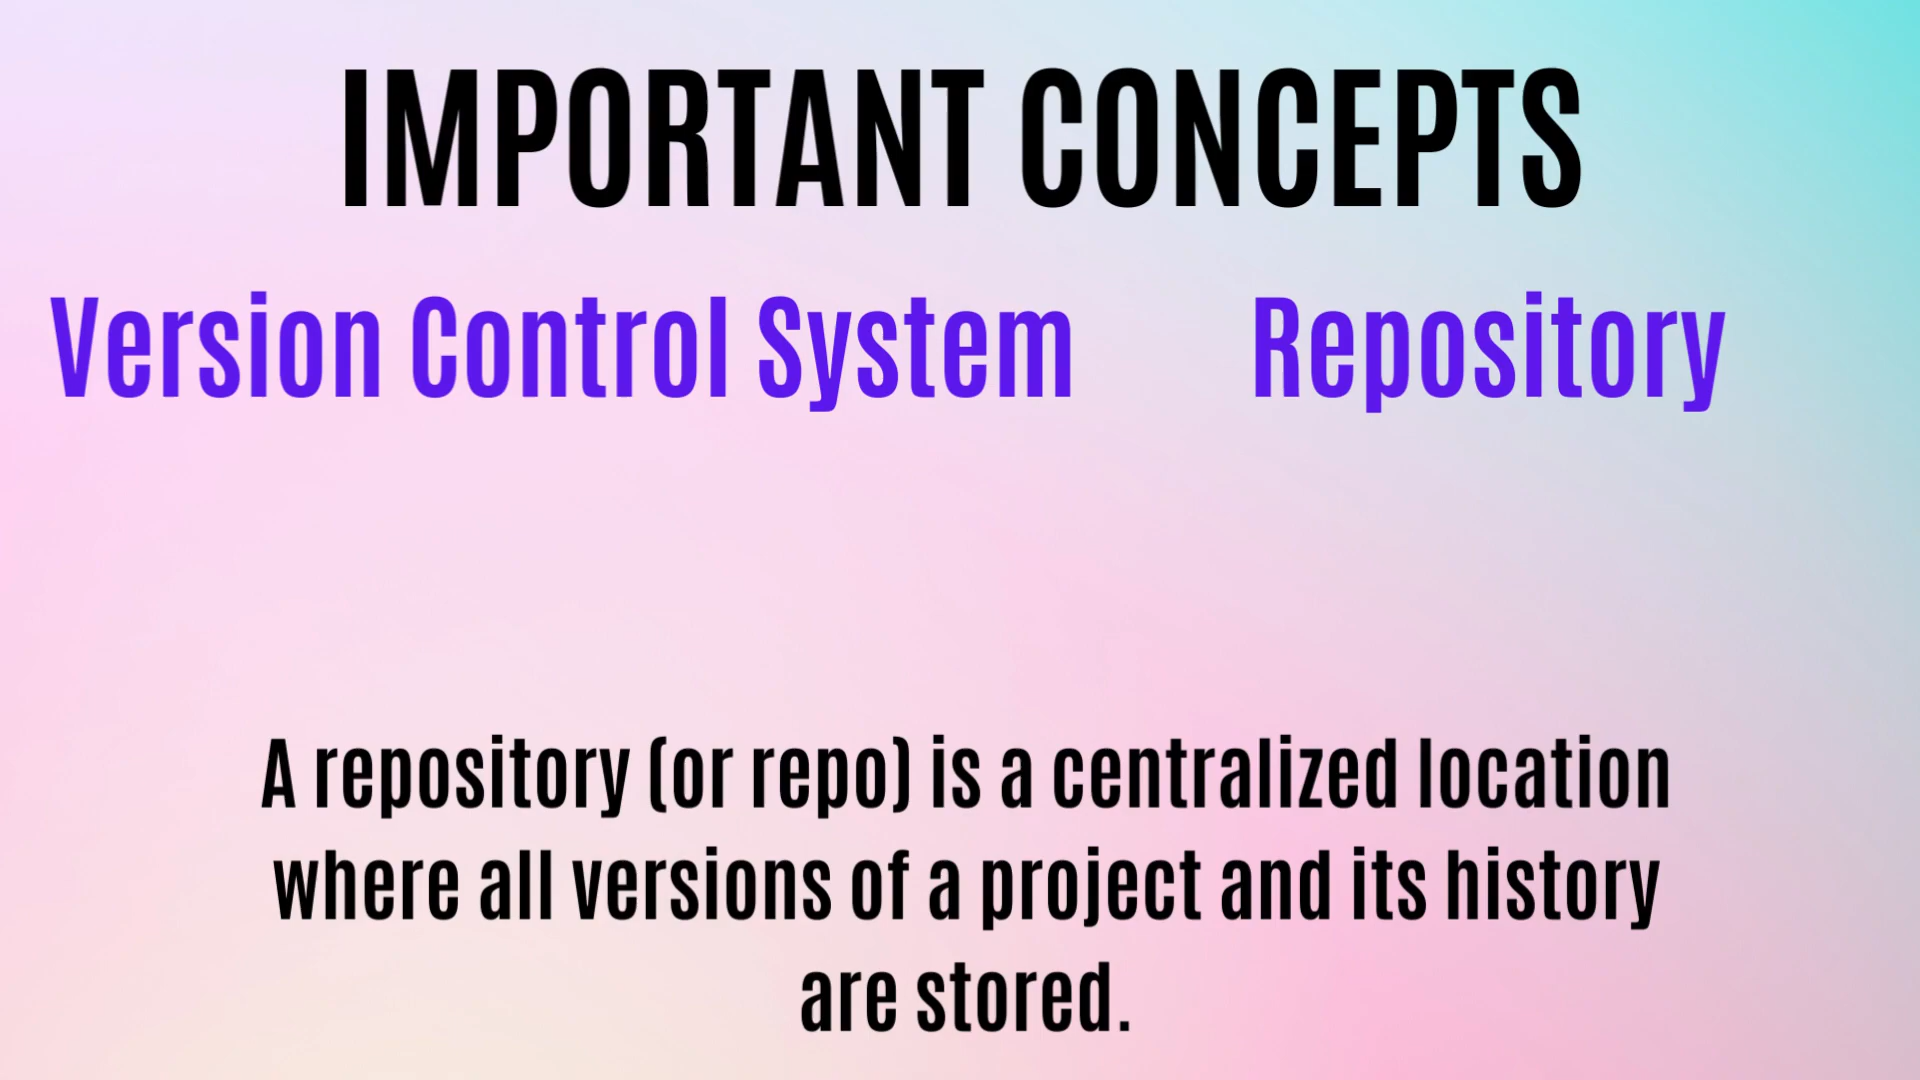 IMPORTANT CONCEPTS
Version Control System
Repository
A repository (or repo) is a centralized location
where all versions of a project and its history
are stored.